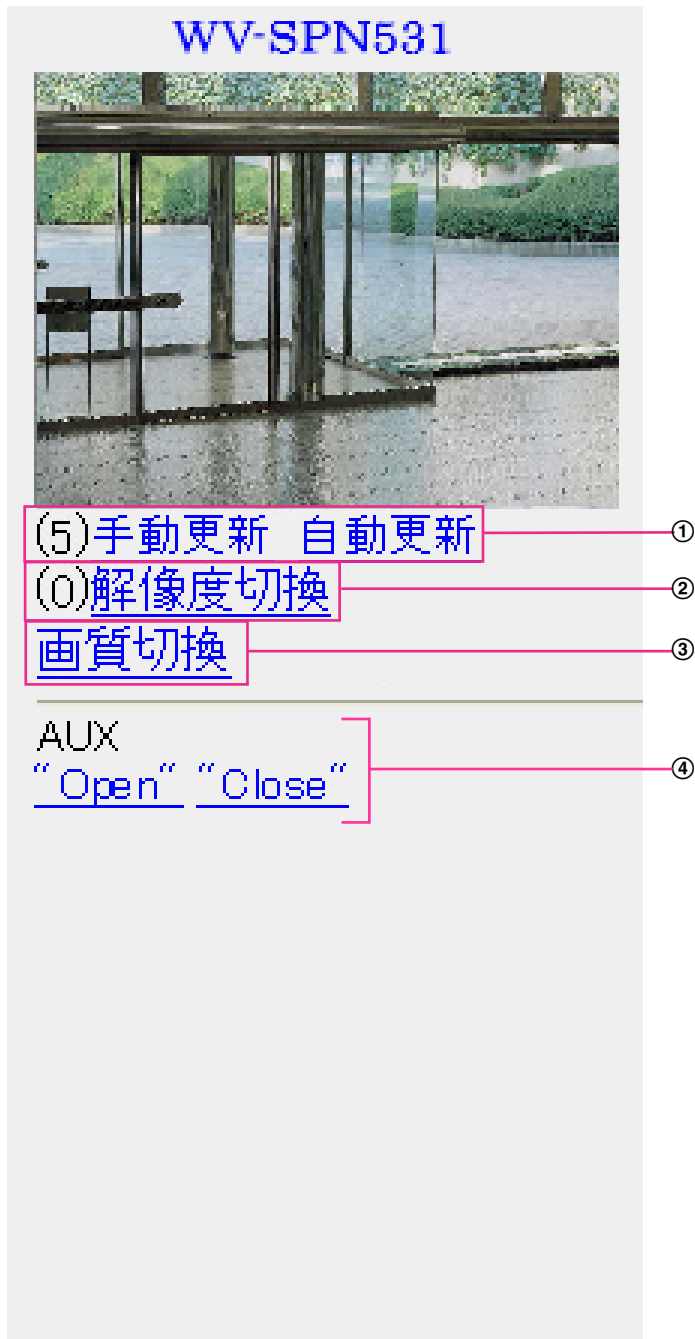 WV-SPN531
(5)手動更新 自動更新 ①
(0)解像度切換 ②
画質切換 ③
AUX
“Open“ “Close“ ④